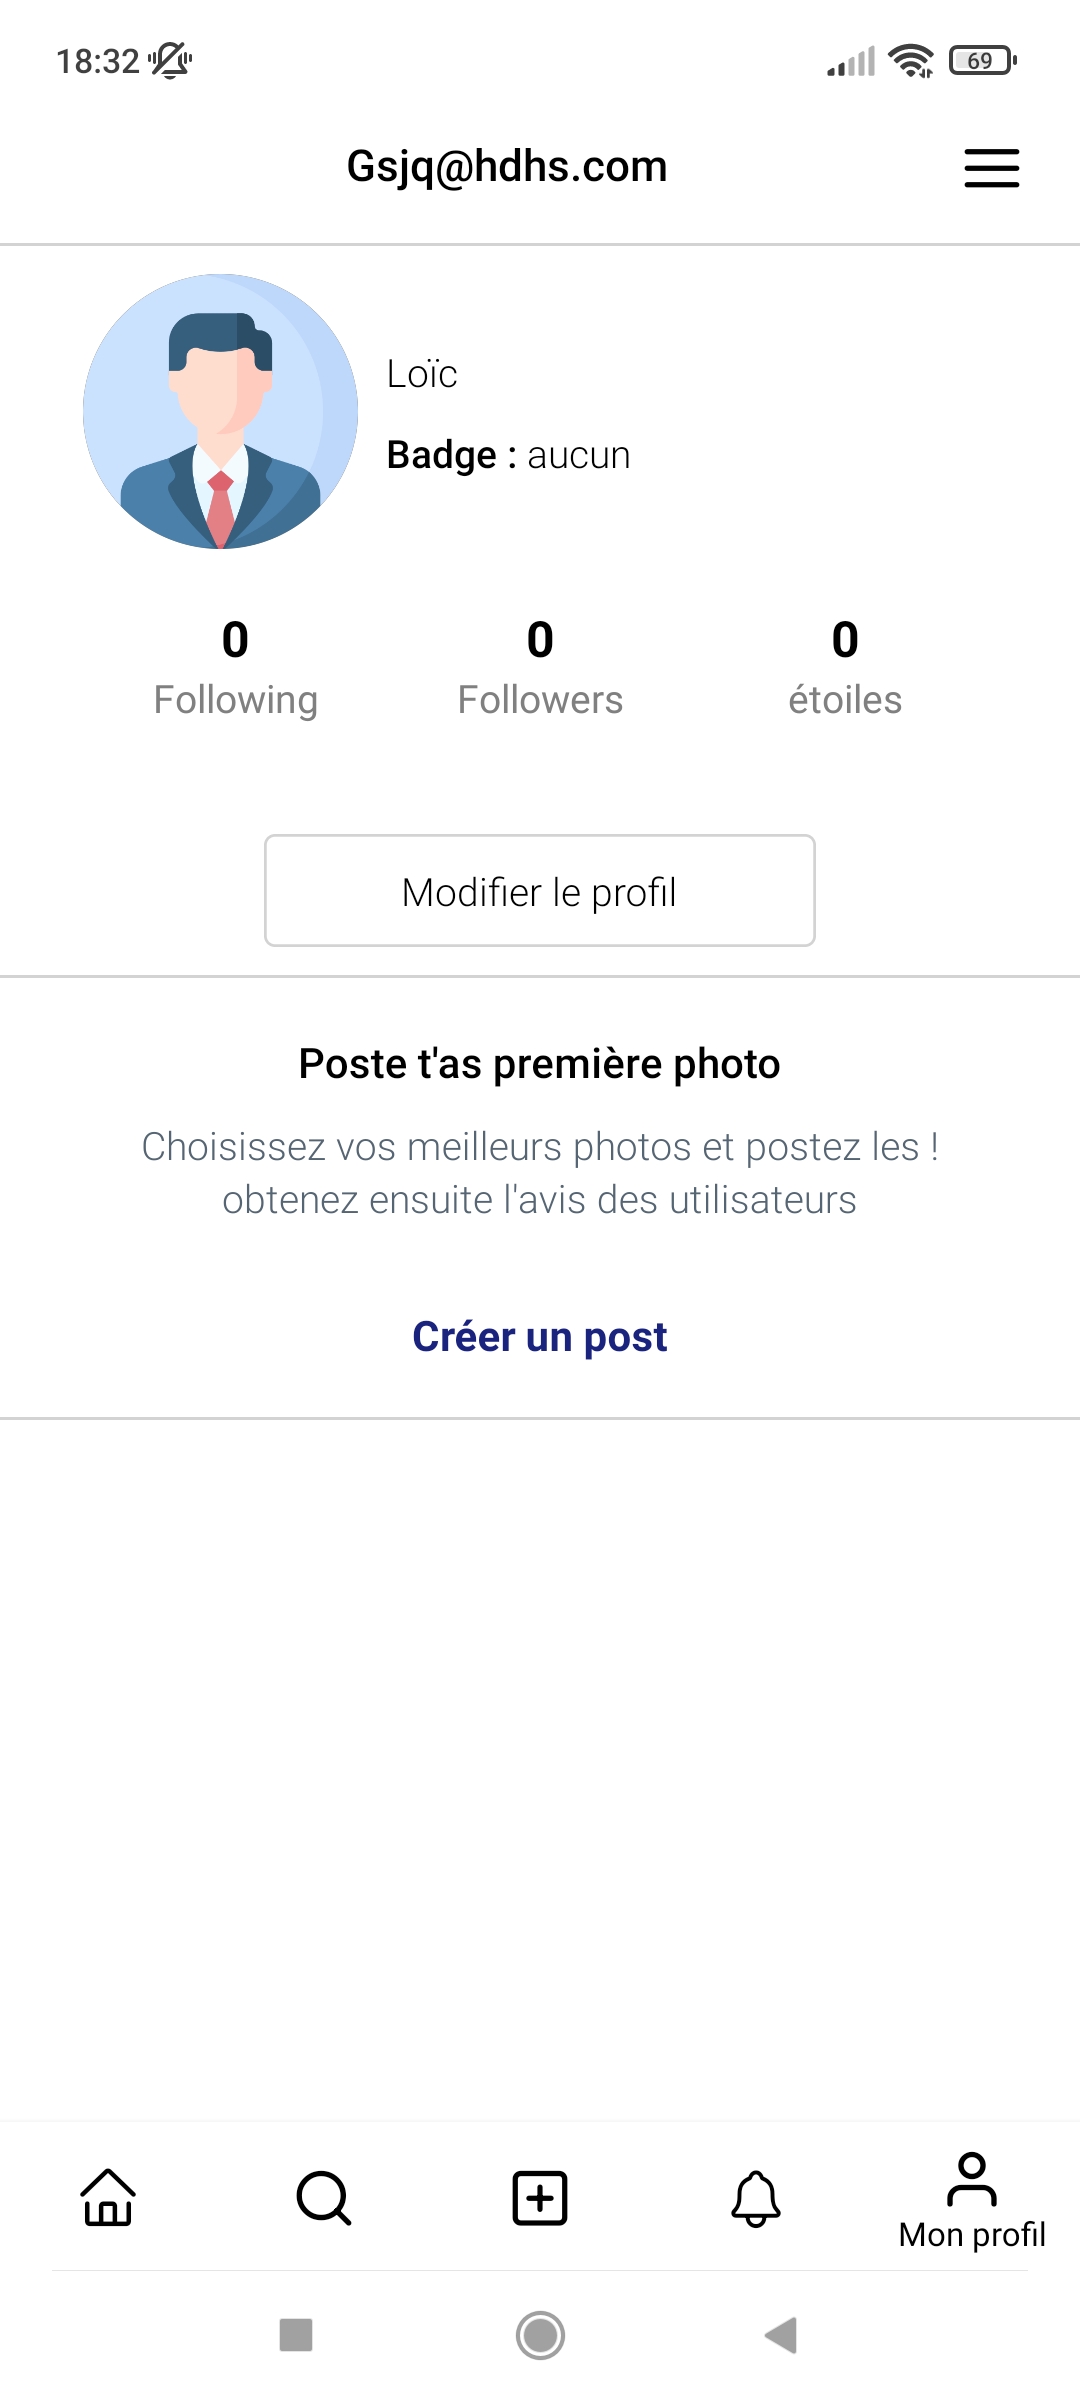 18:32
69
Gsjq@hdhs.com
Loïc
Badge : aucun
0 0 0
Following Followers étoiles
Modifier le profil
Poste t'as première photo
Choisissez vos meilleurs photos et postez les !
obtenez ensuite l'avis des utilisateurs
Créer un post
Mon profil